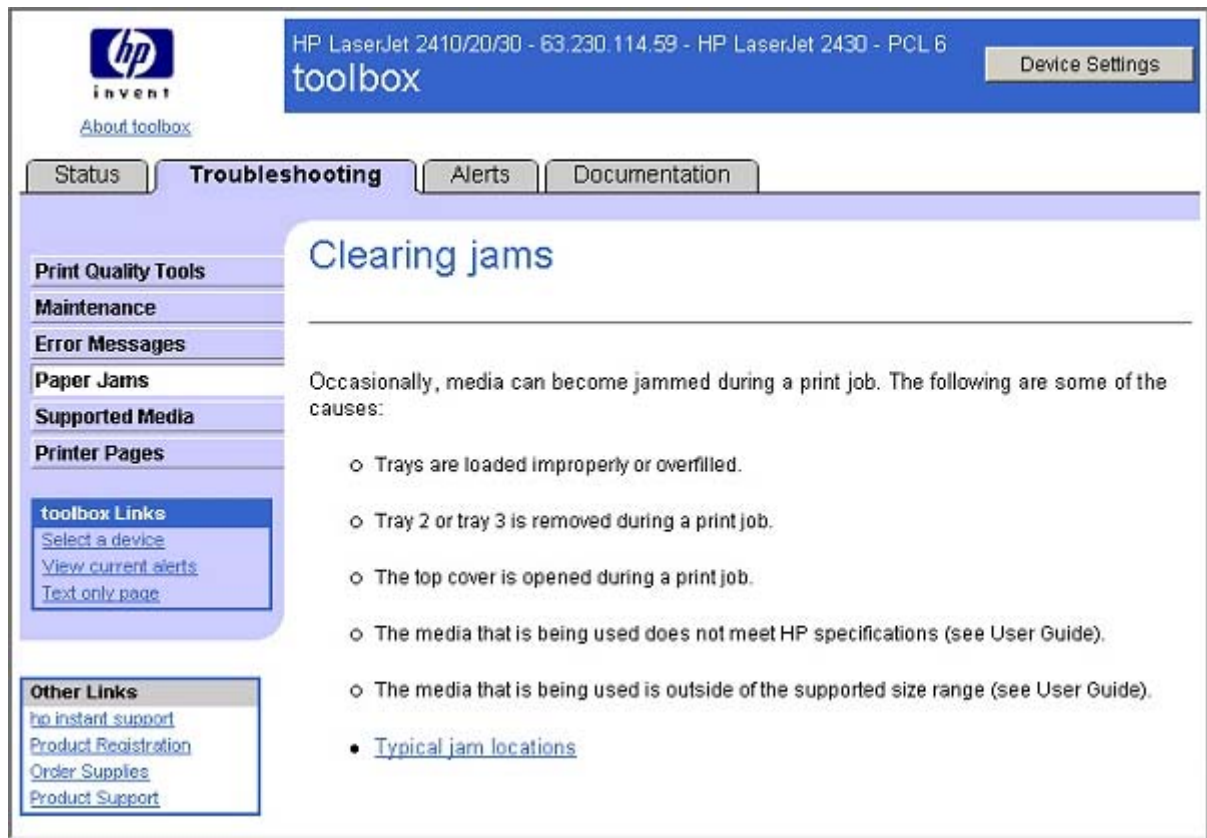 hp
invent
About toolbox
HP LaserJet 2410/20/30 - 63.230.114.59 - HP LaserJet 2430 - PCL 6
toolbox
Device Settings
Status
Troubleshooting
Alerts
Documentation
Print Quality Tools
Maintenance
Error Messages
Paper Jams
Supported Media
Printer Pages
toolbox Links
Select a device
View current alerts
Text only page
Other Links
hp instant support
Product Registration
Order Supplies
Product Support
Clearing jams
Occasionally, media can become jammed during a print job. The following are some of the
causes:
Trays are loaded improperly or overfilled.
Tray 2 or tray 3 is removed during a print job.
The top cover is opened during a print job.
The media that is being used does not meet HP specifications (see User Guide).
The media that is being used is outside of the supported size range (see User Guide).
Typical jam locations